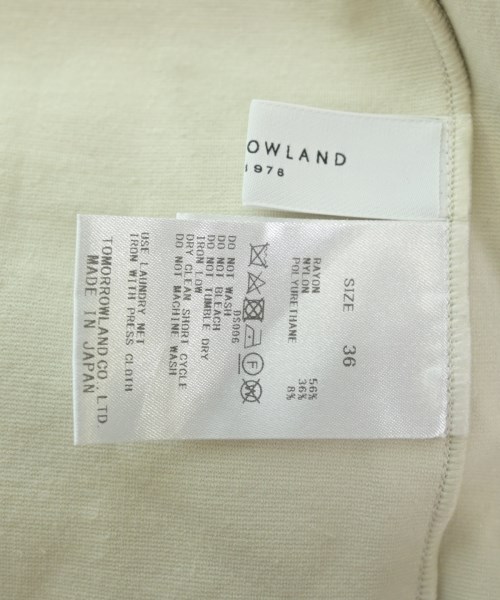 OWLAND
1976
SIZE 36
RAYON 56%
NYLON 36%
POLYURETHANE 8%
DS006
DO NOT WASH
DO NOT BLEACH
DO NOT TUMBLE DRY
IRON LOW
DRY CLEAN SHORT CYCLE
DO NOT MACHINE WASH
USE LAUNDRY NET
IRON WITH PRESS CLOTH
TOMORROWLAND CO., LTD
MADE IN JAPAN